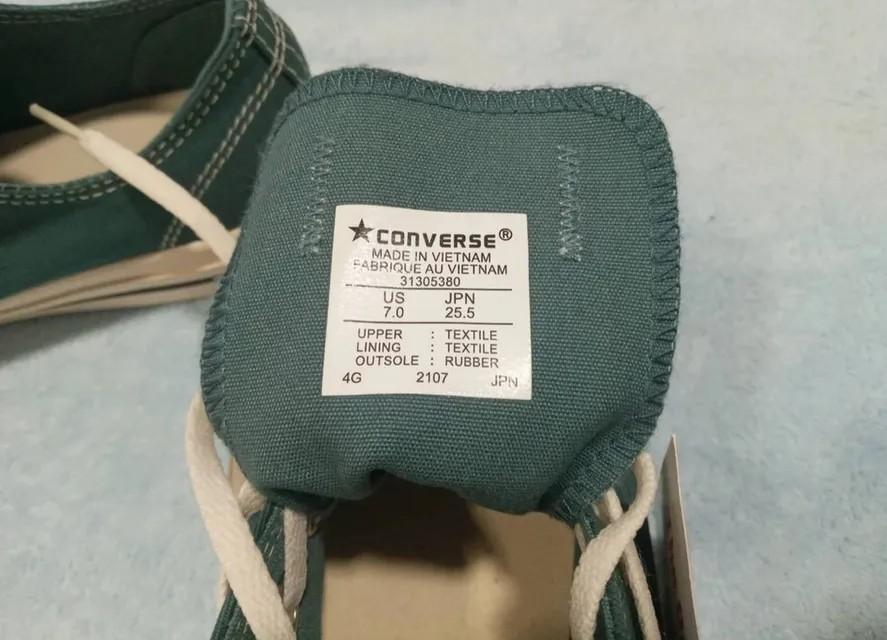 CONVERSE®
MADE IN VIETNAM
FABRIQUE AU VIETNAM
31305380
US JPN
7.0 25.5
UPPER : TEXTILE
LINING : TEXTILE
OUTSOLE : RUBBER
4G 2107 JPN